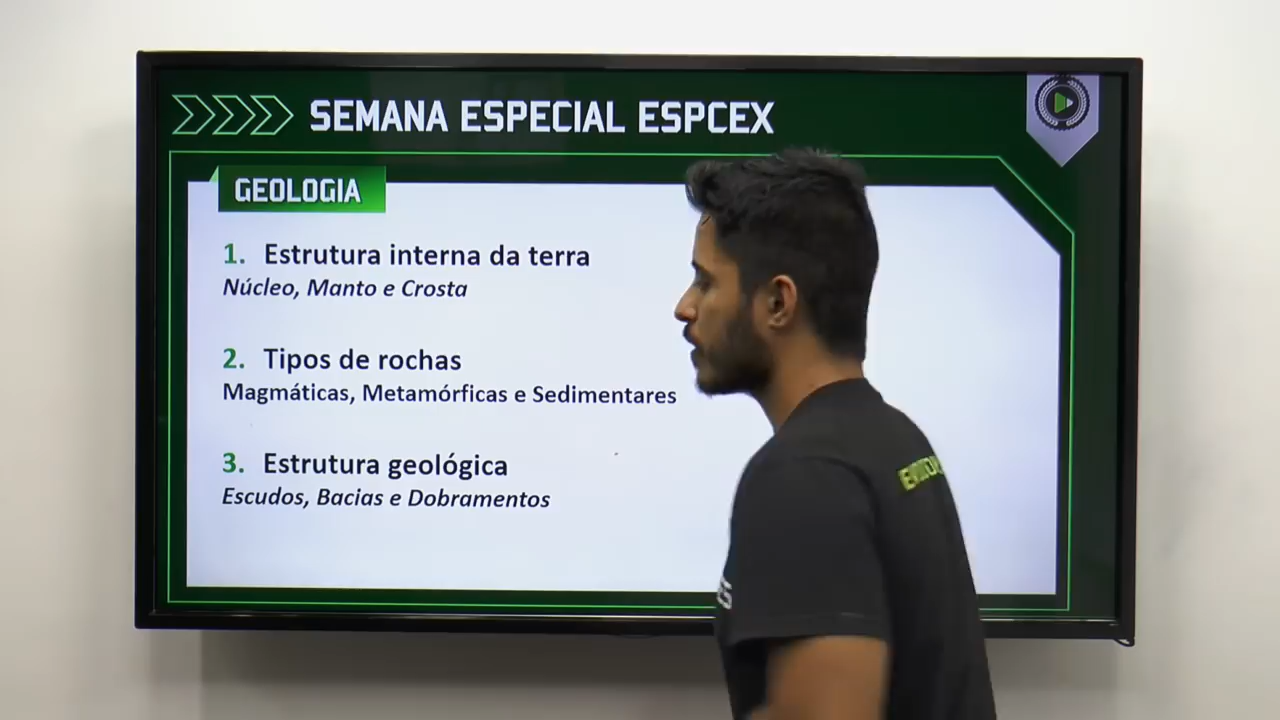 SEMANA ESPECIAL ESPCEX
GEOLOGIA
1. Estrutura interna da terra
Núcleo, Manto e Crosta
2. Tipos de rochas
Magmáticas, Metamórficas e Sedimentares
3. Estrutura geológica
Escudos, Bacias e Dobramentos